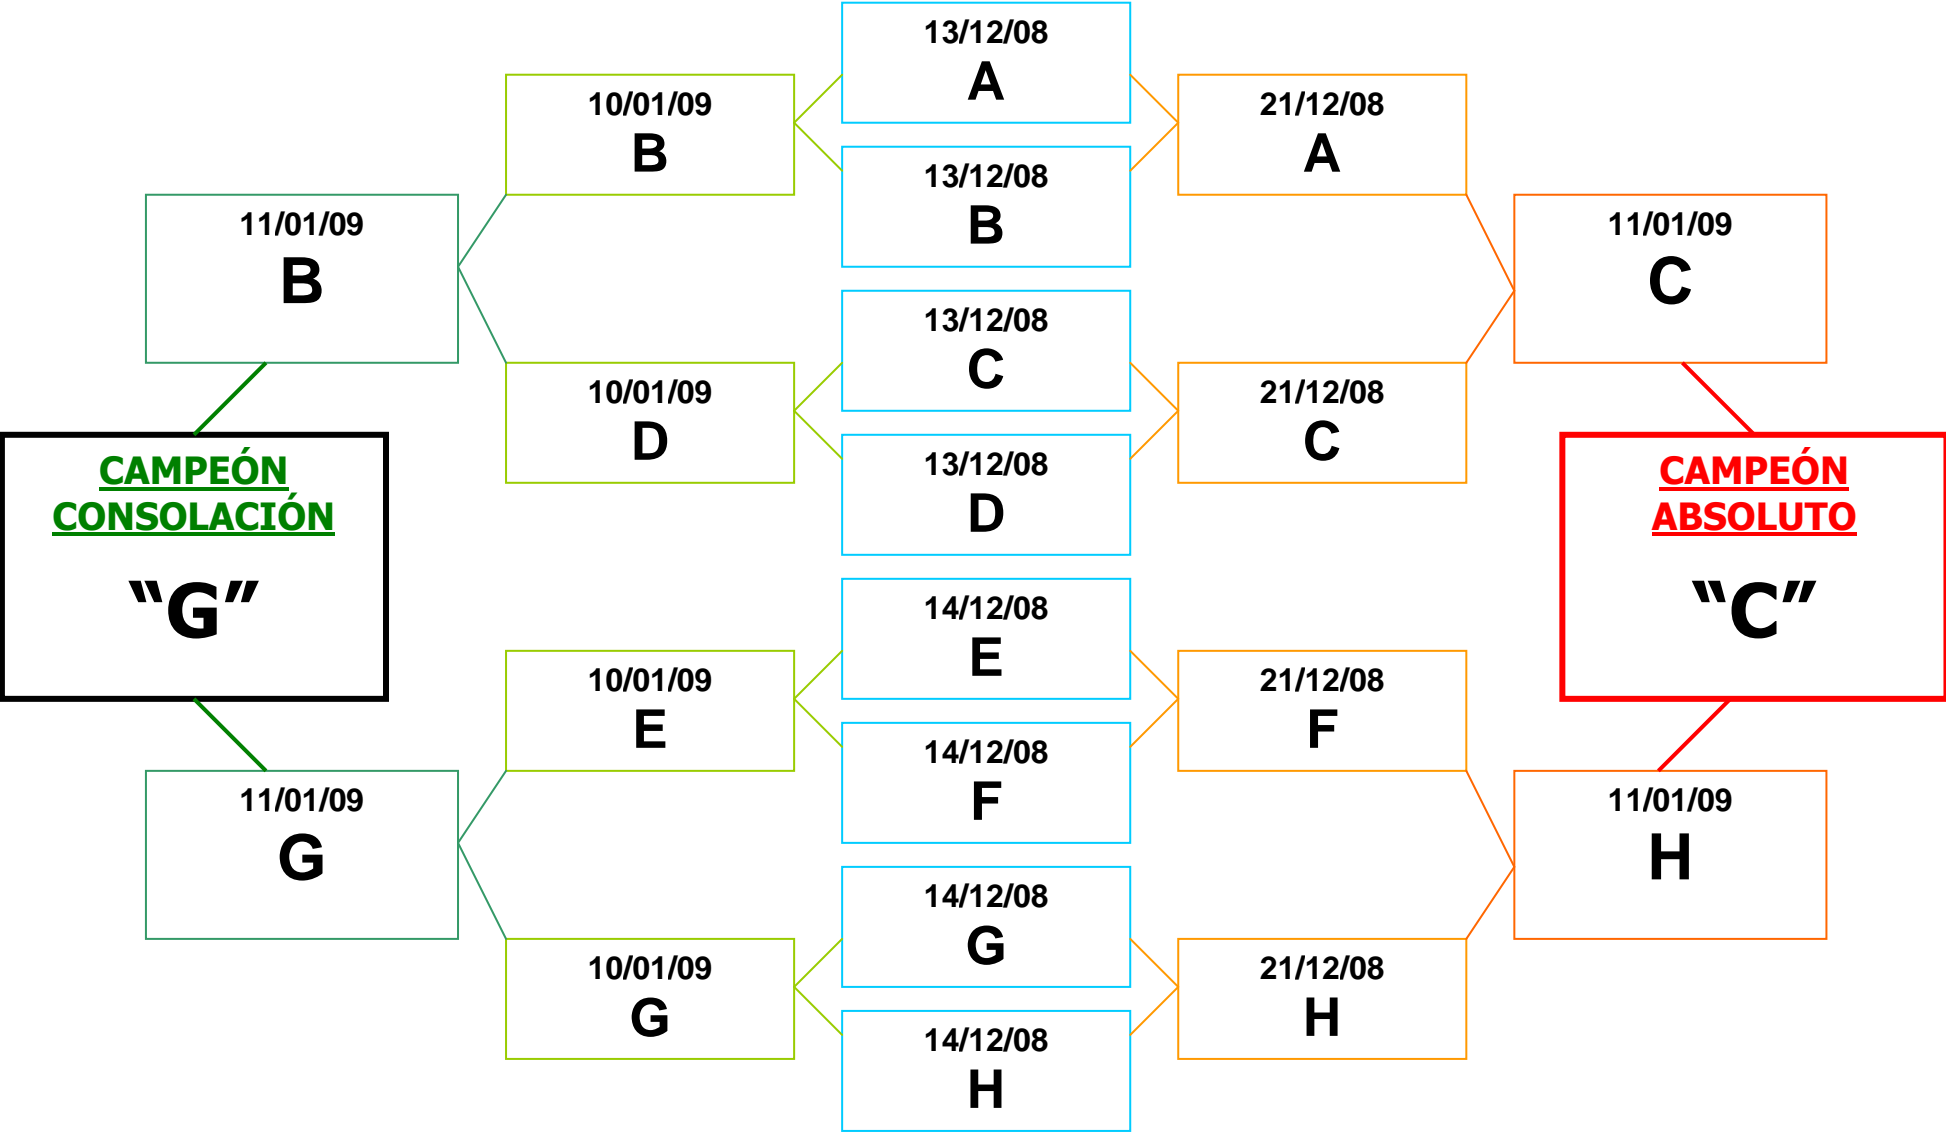 13/12/08
A
10/01/09
B
21/12/08
A
13/12/08
B
11/01/09
B
11/01/09
C
13/12/08
C
10/01/09
D
21/12/08
C
13/12/08
D
CAMPEÓN
CONSOLACIÓN
“G”
CAMPEÓN
ABSOLUTO
“C”
14/12/08
E
10/01/09
E
21/12/08
F
14/12/08
F
11/01/09
G
11/01/09
H
14/12/08
G
10/01/09
G
21/12/08
H
14/12/08
H